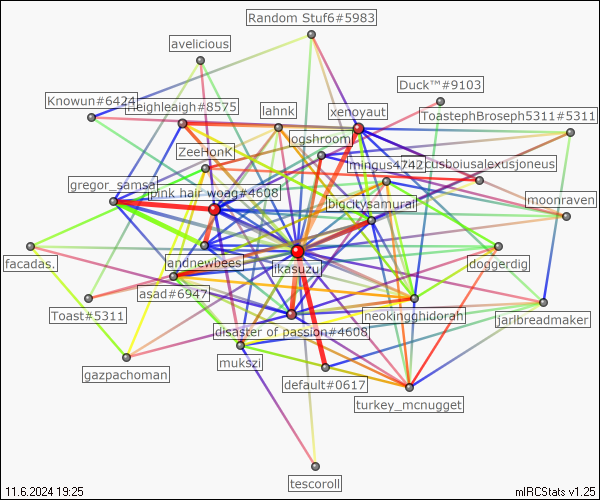 Random Stuf6#5983
avelicious
Duck™#9103
Knowun#6424
heighleaigh#8575
lahnk
xenoyaut
ToastephBroseph5311#5311
ogshroom
ZeeHonk
mingus4742
gregor_samsa
pink hair woag#4608
bigcitysamurai
moonraven
facadas.
andnewbees
ikasuzu
doggerdig
asad#6947
Toast#5311
disaster of passion#4608
neokingghidorah
jarlbreadmaker
mukszi
gazpachoman
default#0617
turkey_mcnugget
tescoroll
11.6.2024 19:25
mIRCStats v1.25